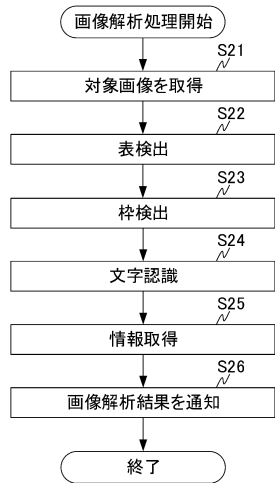 画像解析処理開始
S21
対象画像を取得
S22
表検出
S23
枠検出
S24
文字認識
S25
情報取得
S26
画像解析結果を通知
終了